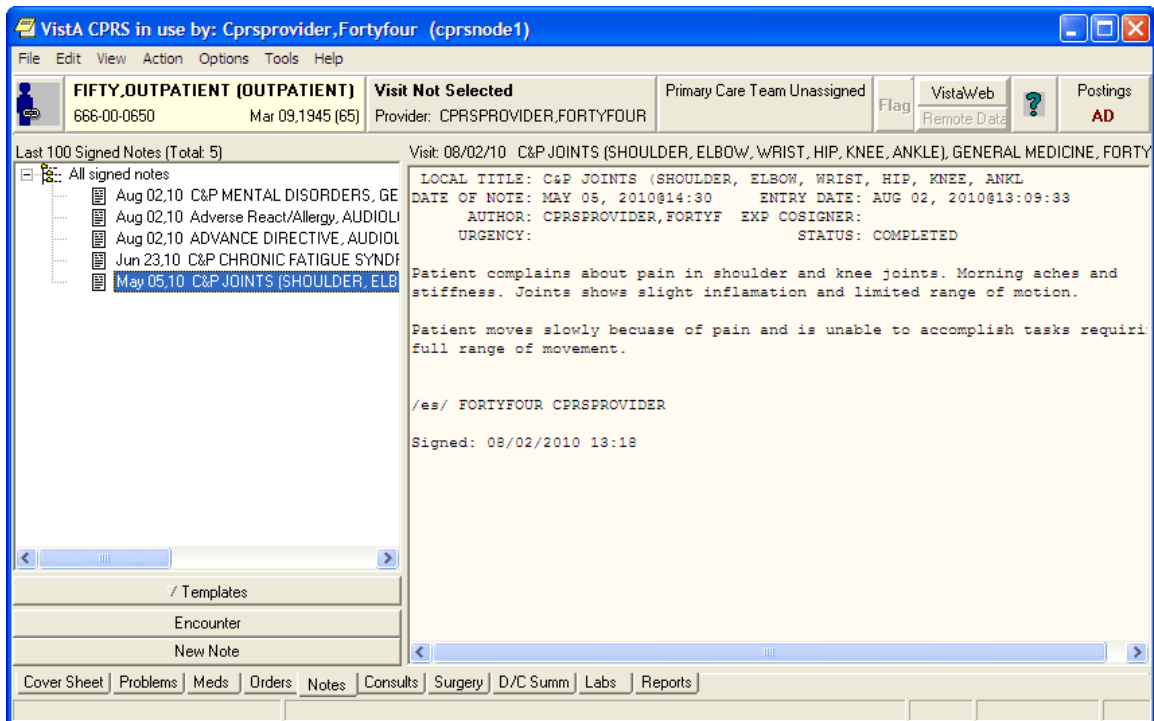 VistA CPRS in use by: Cprsprovider,Fortyfour (cprsnode1)
File Edit View Action Options Tools Help
FIFTY,OUTPATIENT (OUTPATIENT)
666-00-0650 Mar 09,1945 (65)
Visit Not Selected
Provider: CPRSPROVIDER,FORTYFOUR
Primary Care Team Unassigned
Flag
VistaWeb
Remote Data
?
Postings
AD
Last 100 Signed Notes (Total: 5)
All signed notes
Aug 02,10 C&P MENTAL DISORDERS, GE
Aug 02,10 Adverse React/Allergy, AUDIOL
Aug 02,10 ADVANCE DIRECTIVE, AUDIOL
Jun 23,10 C&P CHRONIC FATIGUE SYNDF
May 05,10 C&P JOINTS (SHOULDER, ELB
Templates
Encounter
New Note
Visit: 08/02/10 C&P JOINTS (SHOULDER, ELBOW, WRIST, HIP, KNEE, ANKLE), GENERAL MEDICINE, FORTY
LOCAL TITLE: C&P JOINTS (SHOULDER, ELBOW, WRIST, HIP, KNEE, ANKL
DATE OF NOTE: MAY 05, 2010@14:30 ENTRY DATE: AUG 02, 2010@13:09:33
AUTHOR: CPRSPROVIDER,FORTYF EXP COSIGNER:
URGENCY: STATUS: COMPLETED
Patient complains about pain in shoulder and knee joints. Morning aches and
stiffness. Joints shows slight inflamation and limited range of motion.
Patient moves slowly becuase of pain and is unable to accomplish tasks requiri
full range of movement.
/es/ FORTYFOUR CPRSPROVIDER
Signed: 08/02/2010 13:18
Cover Sheet Problems Meds Orders Notes Consults Surgery D/C Summ Labs Reports